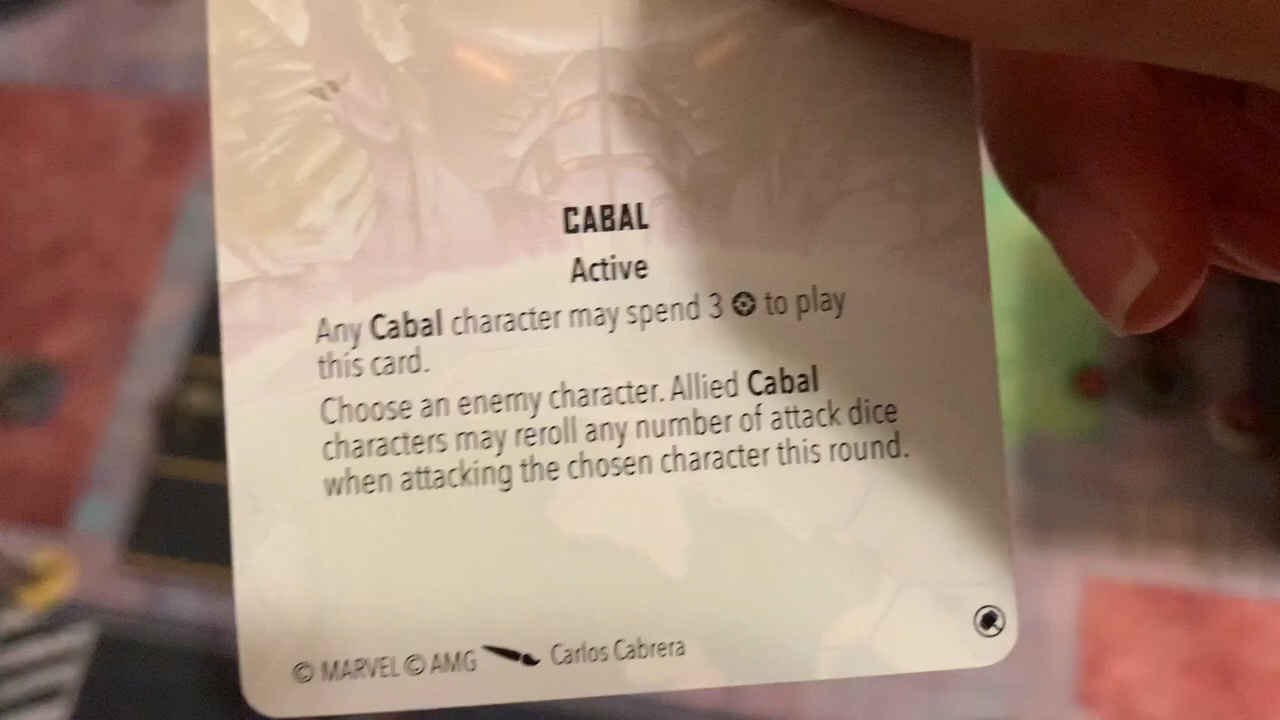 CABAL
Active
Any Cabal character may spend 3 to play
this card.
Choose an enemy character. Allied Cabal
characters may reroll any number of attack dice
when attacking the chosen character this round.
© MARVEL © AMG Carlos Cabrera